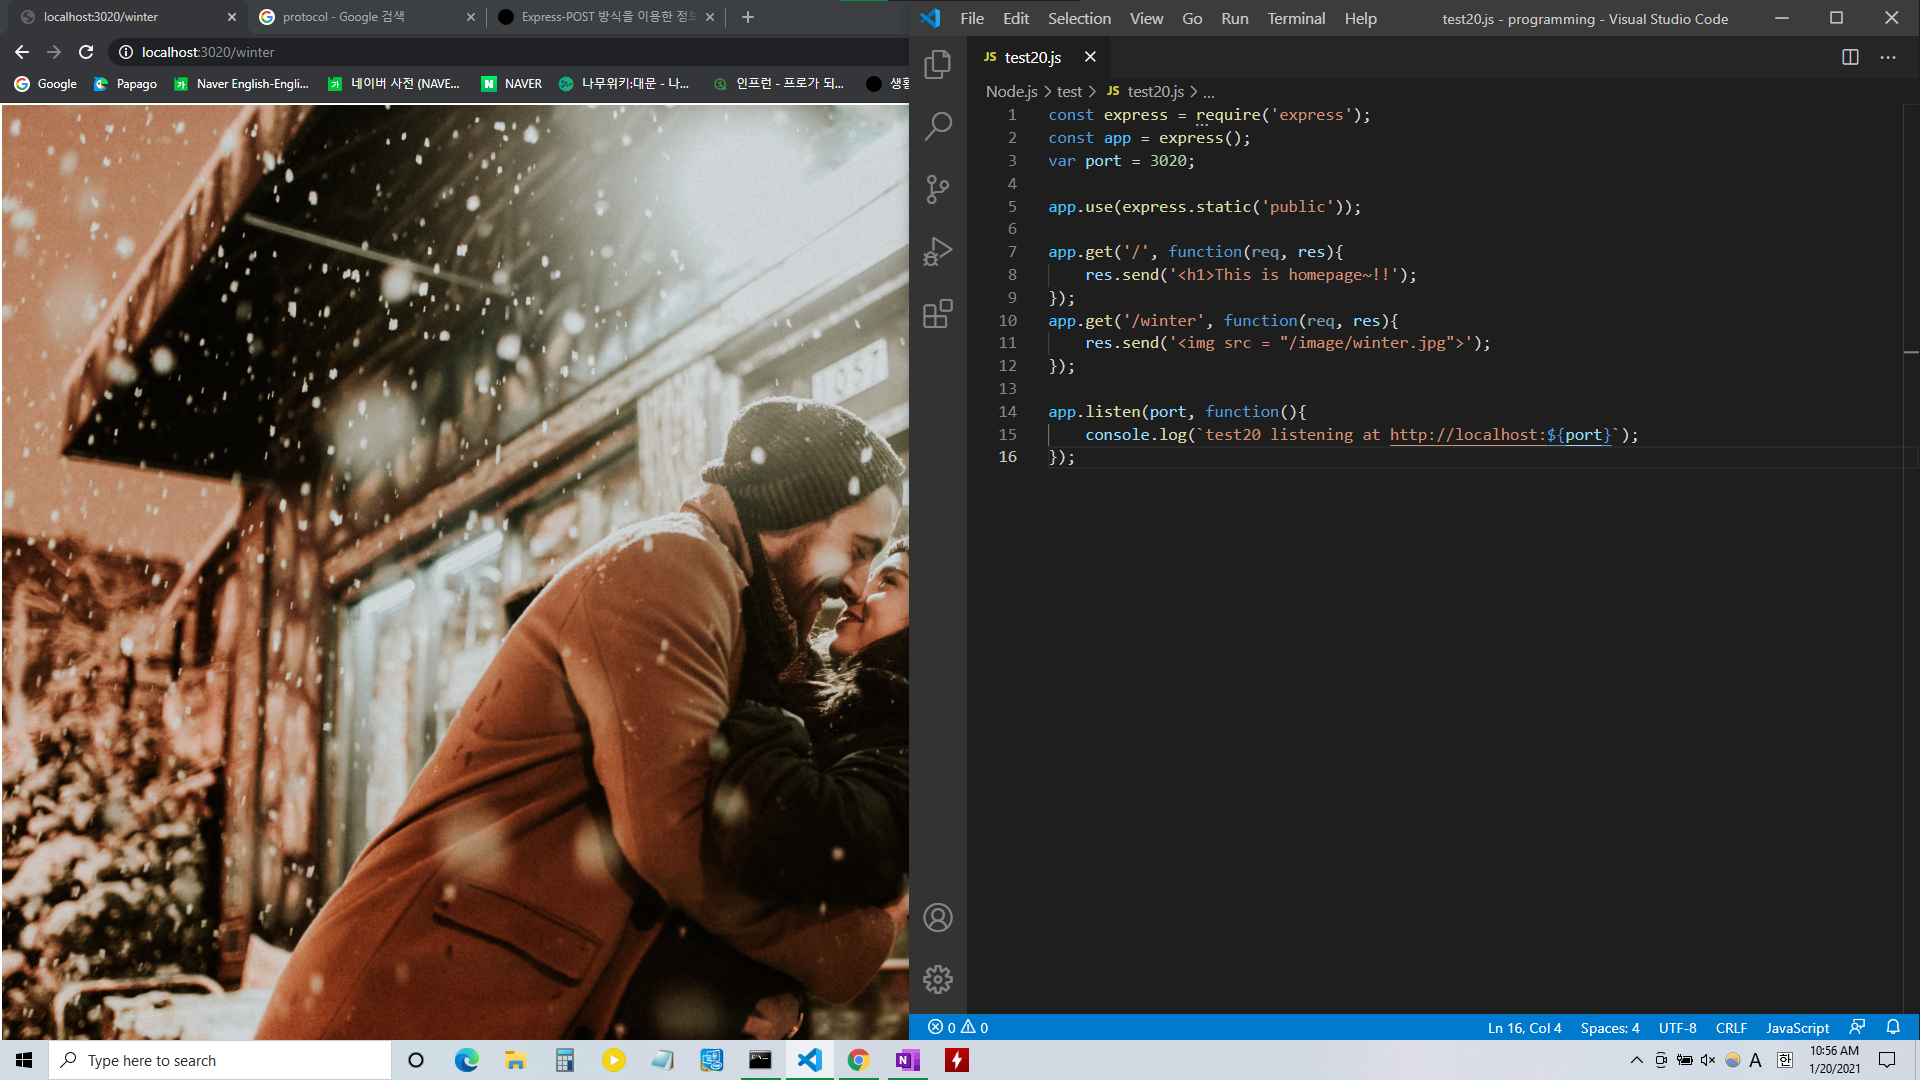 localhost:3020/winter
protocol - Google 검색
Express-POST 방식을 이용한 정보
localhost:3020/winter
Google
Papago
Naver English-Engli...
네이버 사전 (NAVE...
NAVER
나무위키:대문 - 나...
인프런 - 프로가 되...
생활
1057
File Edit Selection View Go Run Terminal Help
test20.js - programming - Visual Studio Code
JS test20.js
Node.js > test > JS test20.js > ...
1 const express = require('express');
2 const app = express();
3 var port = 3020;
4
5 app.use(express.static('public'));
6
7 app.get('/', function(req, res){
8 res.send('<h1>This is homepage~!!');
9 });
10 app.get('/winter', function(req, res){
11 res.send('<img src = "/image/winter.jpg">');
12 });
13
14 app.listen(port, function(){
15 console.log(`test20 listening at http://localhost:${port}`);
16 });
0 0
Ln 16, Col 4 Spaces: 4 UTF-8 CRLF JavaScript
Type here to search
A 한
10:56 AM
1/20/2021